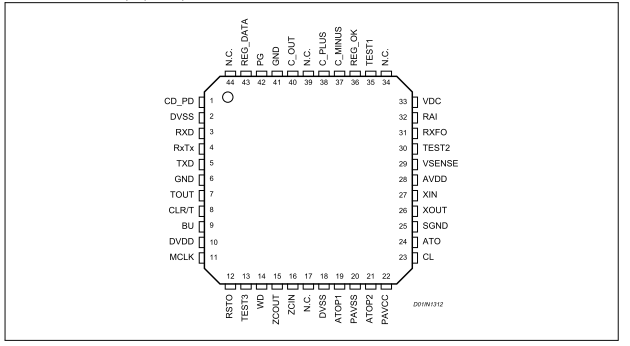 N.C.
REG_DATA
PG
GND
C_OUT
N.C.
C_PLUS
C_MINUS
REG_OK
TEST1
N.C.
44 43 42 41 40 39 38 37 36 35 34
CD_PD 1
DVSS 2
RXD 3
RxTx 4
TXD 5
GND 6
TOUT 7
CLR/T 8
BU 9
DVDD 10
MCLK 11
33 VDC
32 RAI
31 RXFO
30 TEST2
29 VSENSE
28 AVDD
27 XIN
26 XOUT
25 SGND
24 ATO
23 CL
12 13 14 15 16 17 18 19 20 21 22
RSTO
TEST3
WD
ZCOUT
ZCIN
N.C.
DVSS
ATOP1
PAVSS
ATOP2
PAVCC
D01IN1312